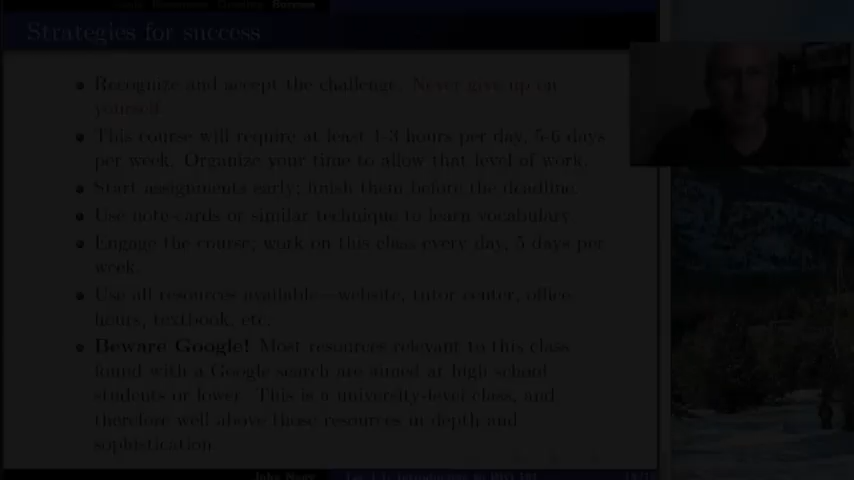 Success
Strategies for success
Recognize and accept the challenge. Never give up on
yourself.
This course will require at least 1-3 hours per day, 5-6 days
per week. Organize your time to allow that level of work.
Start assignments early; finish them before the deadline.
Use note-cards or similar technique to learn vocabulary.
Engage the course; work on this class every day, 5 days per
week.
Use all resources available—website, tutor center, office
hours, textbook, etc.
Beware Google! Most resources relevant to this class
found with a Google search are aimed at high school
students or lower. This is a university-level class, and
therefore well above those resources in depth and
sophistication.